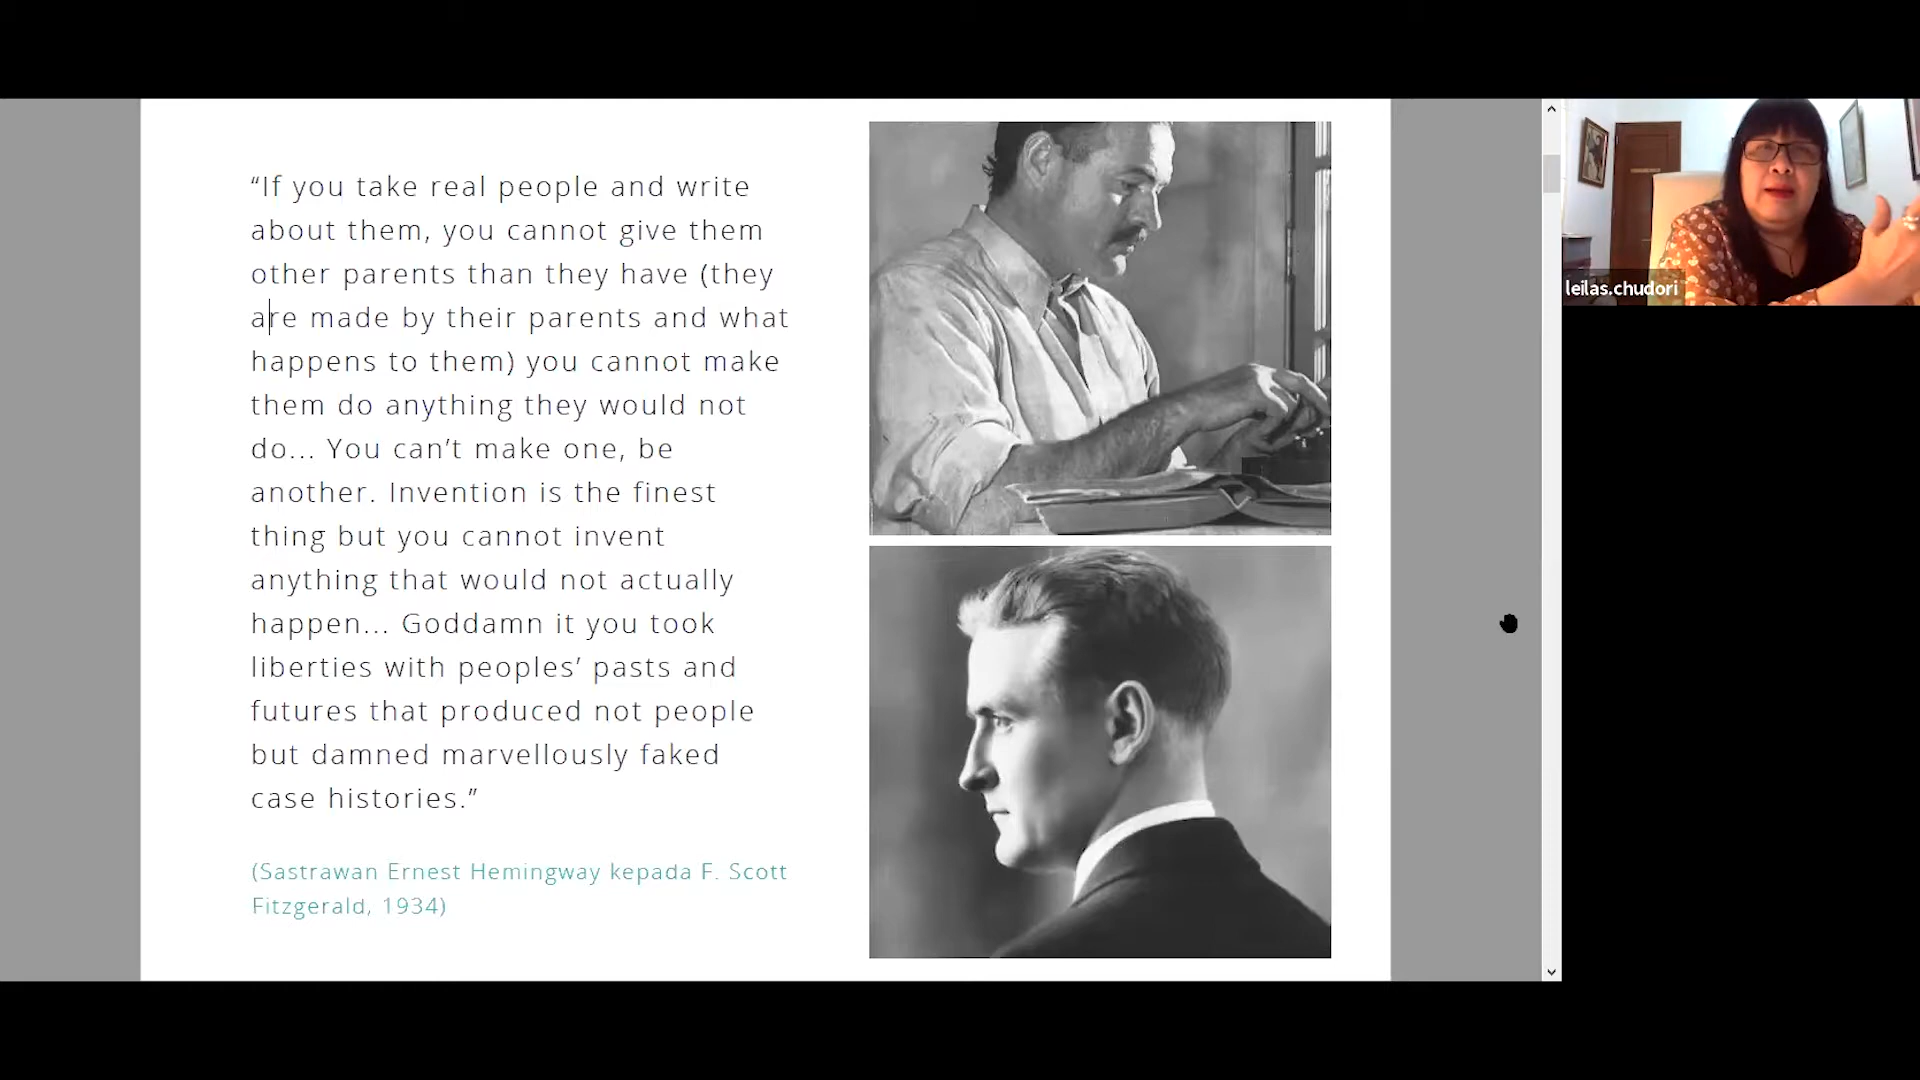 “If you take real people and write
about them, you cannot give them
other parents than they have (they
are made by their parents and what
happens to them) you cannot make
them do anything they would not
do... You can’t make one, be
another. Invention is the finest
thing but you cannot invent
anything that would not actually
happen... Goddamn it you took
liberties with peoples’ pasts and
futures that produced not people
but damned marvellously faked
case histories.”
(Sastrawan Ernest Hemingway kepada F. Scott
Fitzgerald, 1934)
leilas.chudori